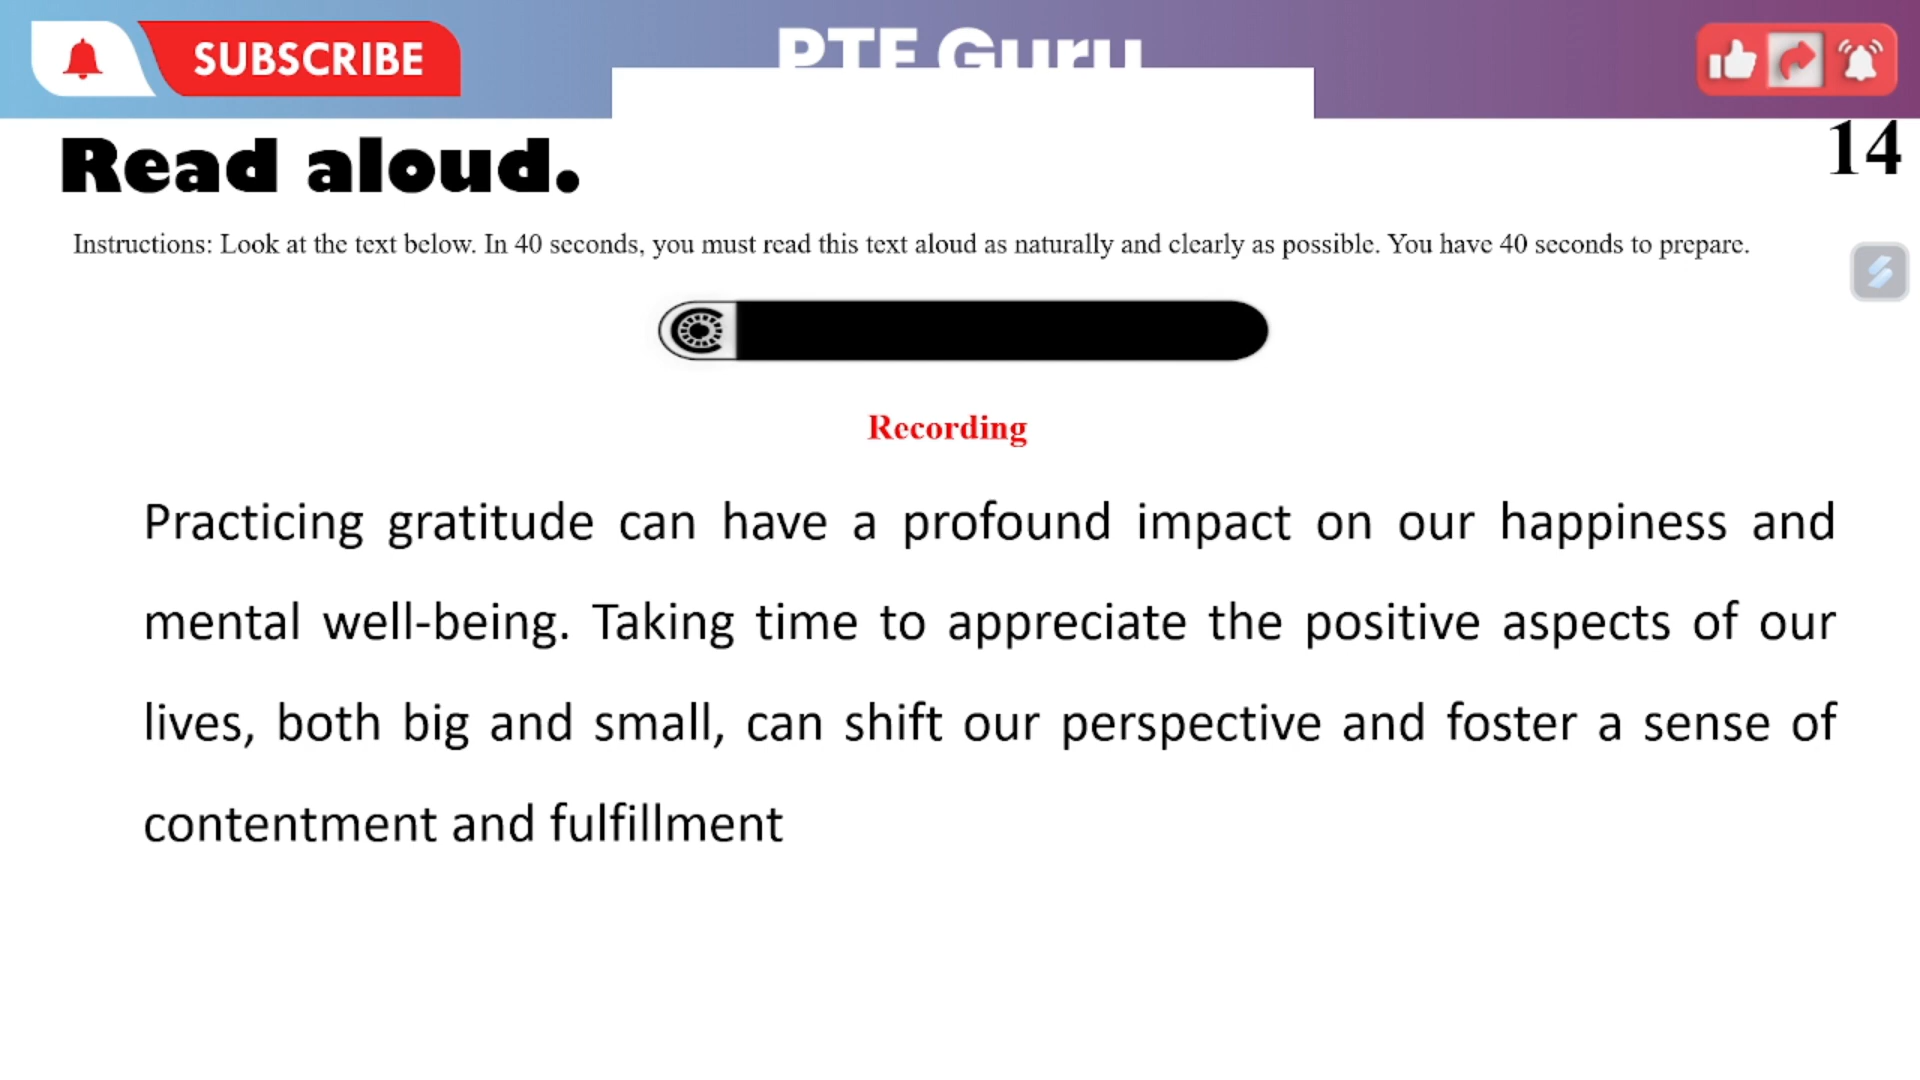 SUBSCRIBE
PTE Guru
Read aloud.
14
Instructions: Look at the text below. In 40 seconds, you must read this text aloud as naturally and clearly as possible. You have 40 seconds to prepare.
Recording
Practicing gratitude can have a profound impact on our happiness and
mental well-being. Taking time to appreciate the positive aspects of our
lives, both big and small, can shift our perspective and foster a sense of
contentment and fulfillment